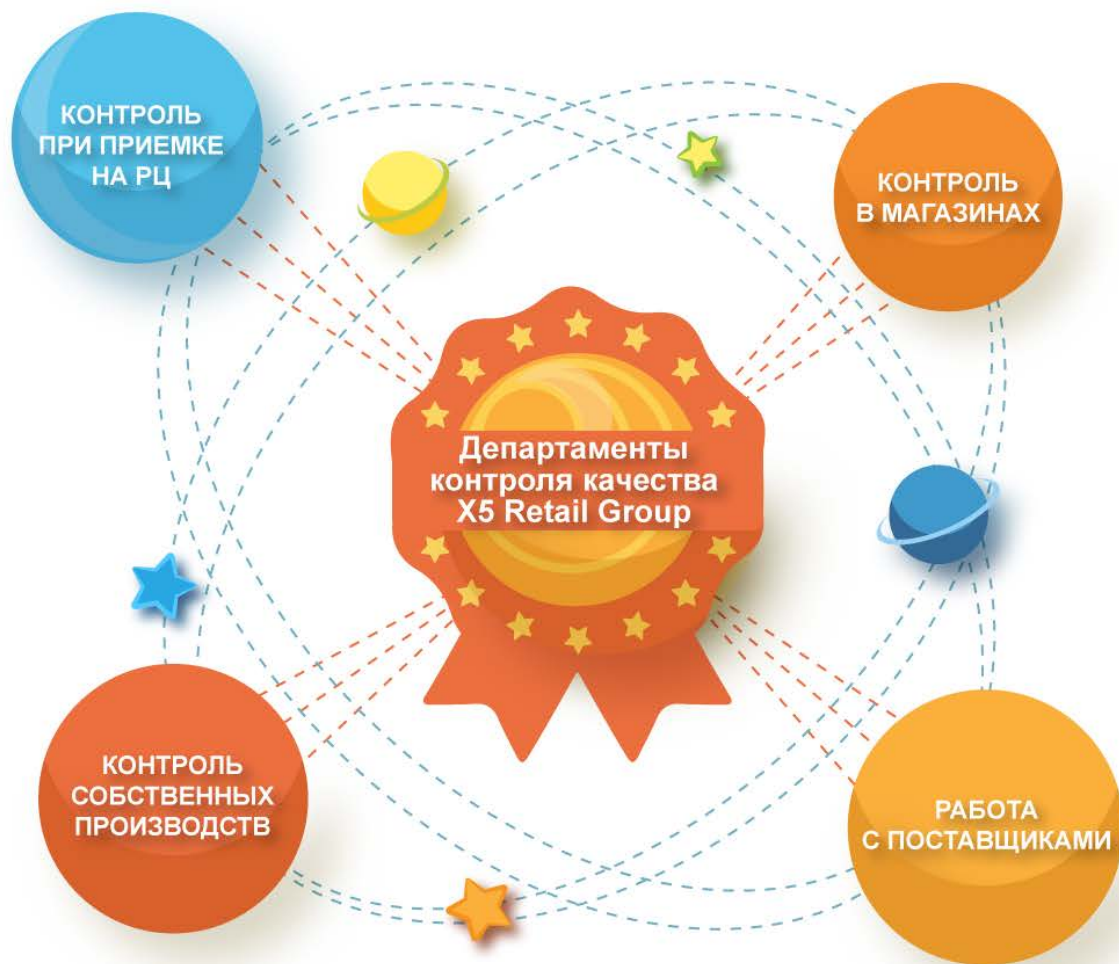 КОНТРОЛЬ
ПРИ ПРИЕМКЕ
НА РЦ
КОНТРОЛЬ
В МАГАЗИНАХ
Департаменты
контроля качества
X5 Retail Group
КОНТРОЛЬ
СОБСТВЕННЫХ
ПРОИЗВОДСТВ
РАБОТА
С ПОСТАВЩИКАМИ